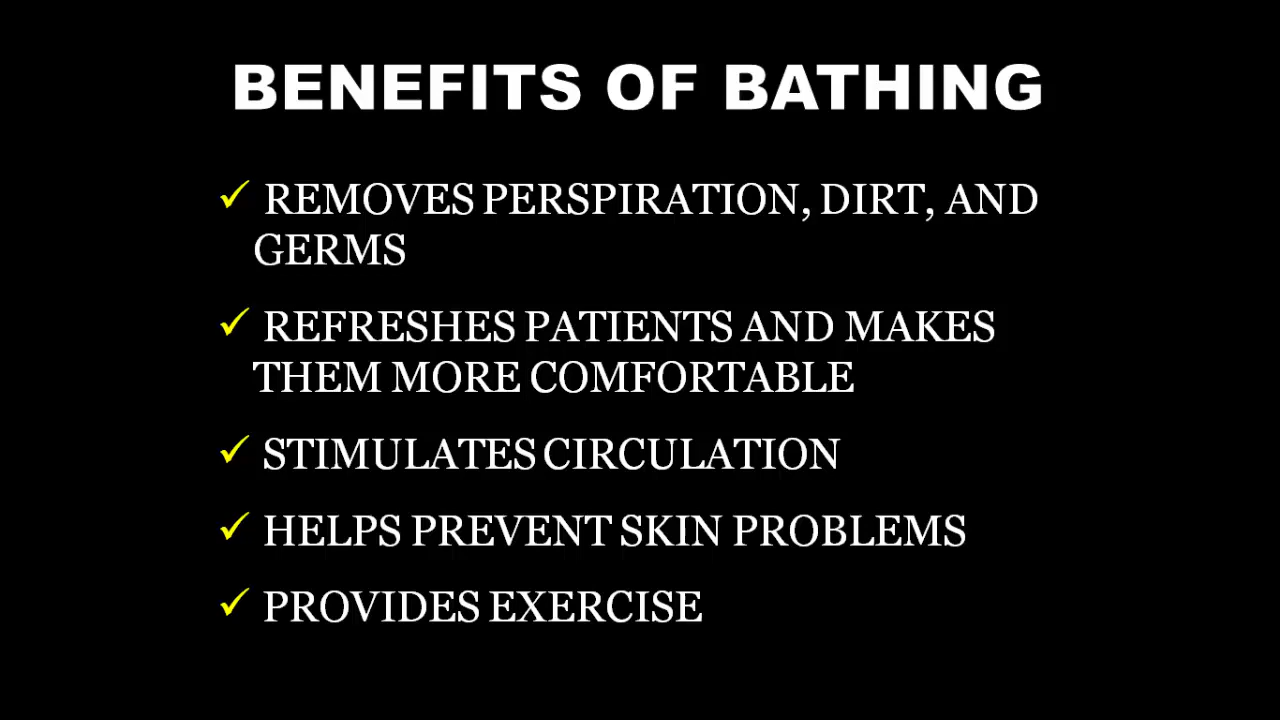 BENEFITS OF BATHING
✓ REMOVES PERSPIRATION, DIRT, AND
GERMS
✓ REFRESHES PATIENTS AND MAKES
THEM MORE COMFORTABLE
✓ STIMULATES CIRCULATION
✓ HELPS PREVENT SKIN PROBLEMS
✓ PROVIDES EXERCISE